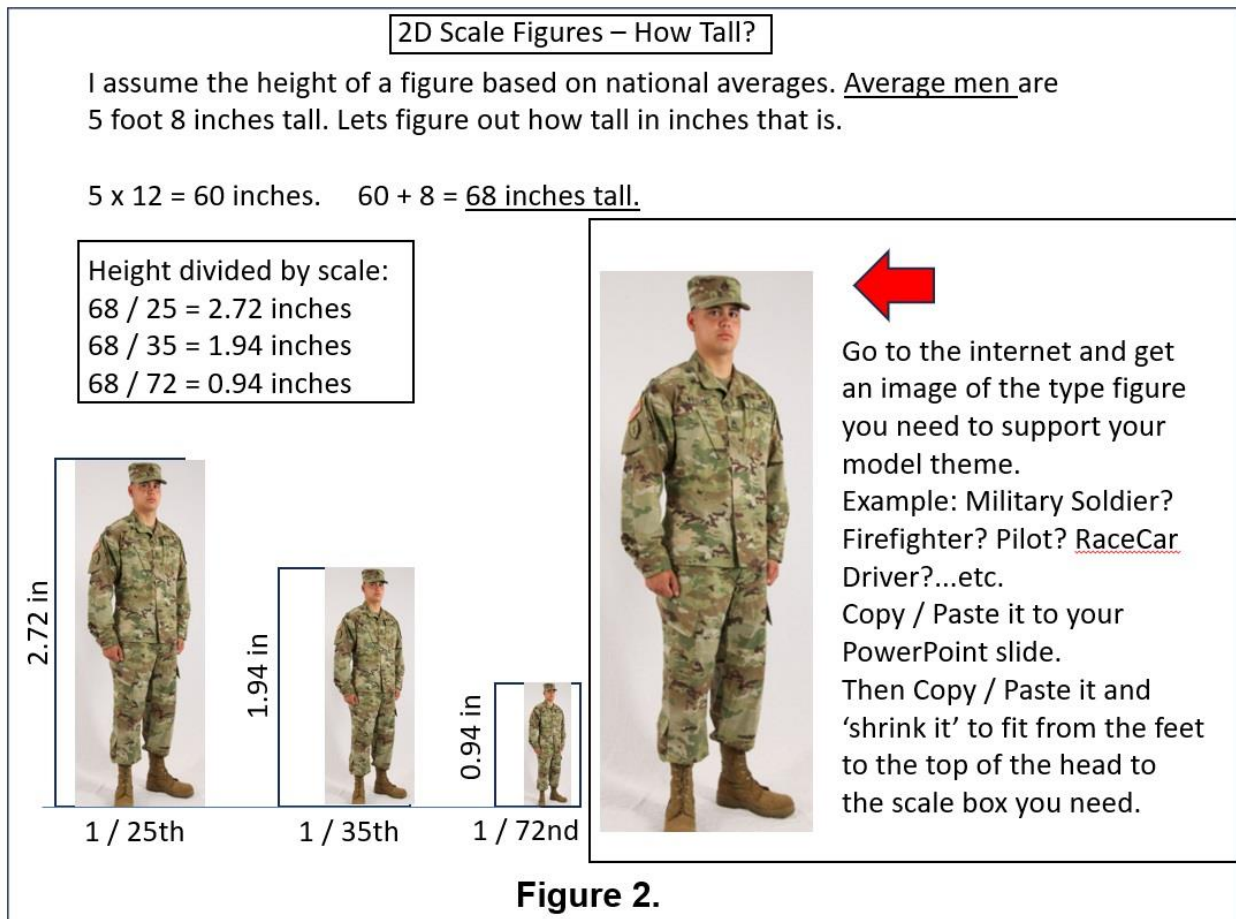 2D Scale Figures – How Tall?
I assume the height of a figure based on national averages. Average men are
5 foot 8 inches tall. Lets figure out how tall in inches that is.
5 x 12 = 60 inches.    60 + 8 = 68 inches tall.
Height divided by scale:
68 / 25 = 2.72 inches
68 / 35 = 1.94 inches
68 / 72 = 0.94 inches
2.72 in
1.94 in
0.94 in
1 / 25th
1 / 35th
1 / 72nd
Go to the internet and get
an image of the type figure
you need to support your
model theme.
Example: Military Soldier?
Firefighter? Pilot? RaceCar
Driver?...etc.
Copy / Paste it to your
PowerPoint slide.
Then Copy / Paste it and
‘shrink it’ to fit from the feet
to the top of the head to
the scale box you need.
Figure 2.